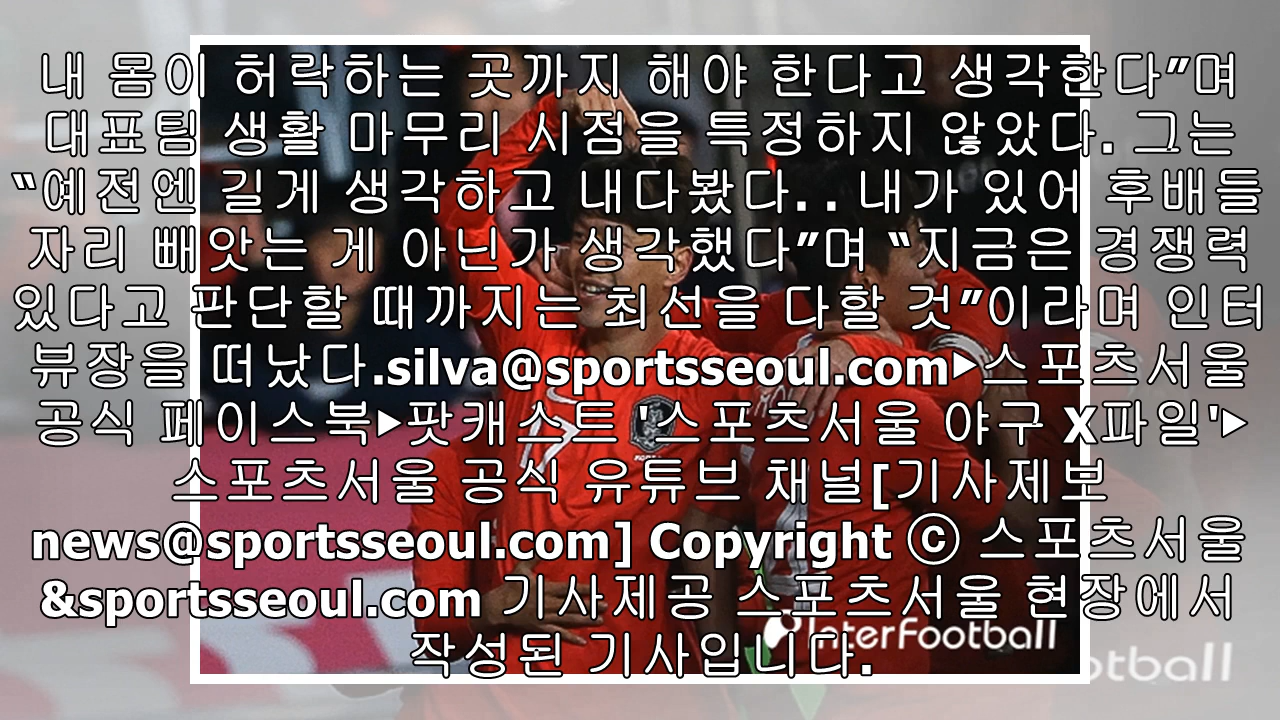 내 몸이 허락하는 곳까지 해야 한다고 생각한다”며
대표팀 생활 마무리 시점을 특정하지 않았다. 그는
“예전엔 길게 생각하고 내다봤다. . 내가 있어 후배들
자리 빼앗는 게 아닌가 생각했다”며 “지금은 경쟁력
있다고 판단할 때까지는 최선을 다할 것”이라며 인터
뷰장을 떠났다.silva@sportsseoul.com▶스포츠서울
공식 페이스북▶팟캐스트 '스포츠서울 야구 X파일'▶
스포츠서울 공식 유튜브 채널[기사제보
news@sportsseoul.com] Copyright ⓒ 스포츠서울
&sportsseoul.com 기사제공 스포츠서울 현장에서
작성된 기사입니다.
InterFootball
otball
17